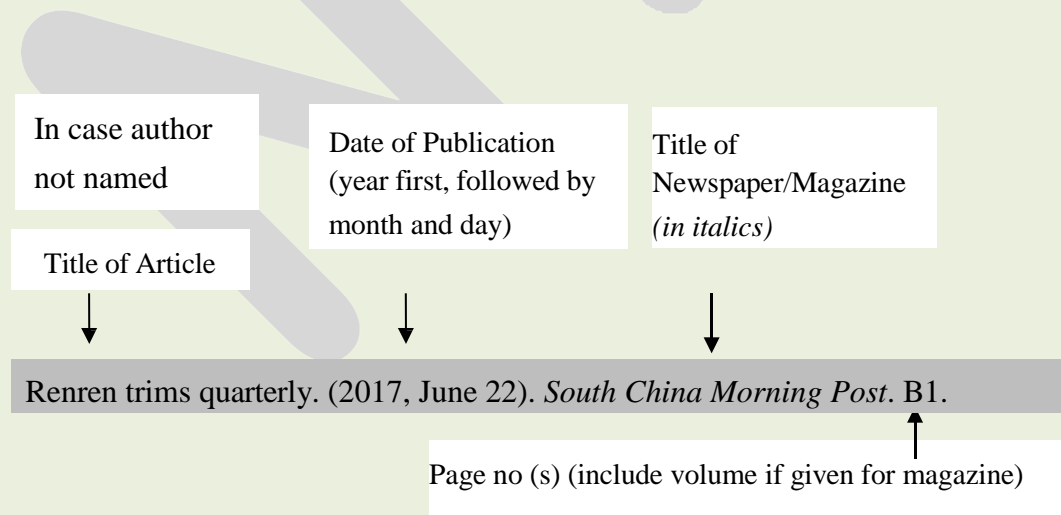 In case author
not named
Title of Article
Date of Publication
(year first, followed by
month and day)
Title of
Newspaper/Magazine
(in italics)
Renren trims quarterly. (2017, June 22). South China Morning Post. B1.
Page no (s) (include volume if given for magazine)